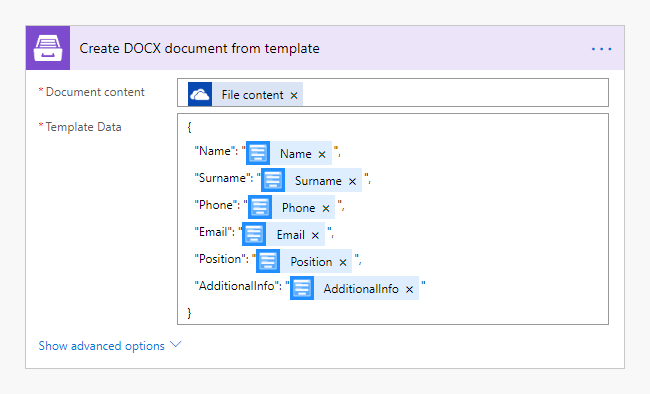 Create DOCX document from template ...
* Document content File content ×
* Template Data {
"Name": " Name × ",
"Surname": " Surname × ",
"Phone": " Phone × ",
"Email": " Email × ",
"Position": " Position × ",
"AdditionalInfo": " AdditionalInfo × "
}
Show advanced options